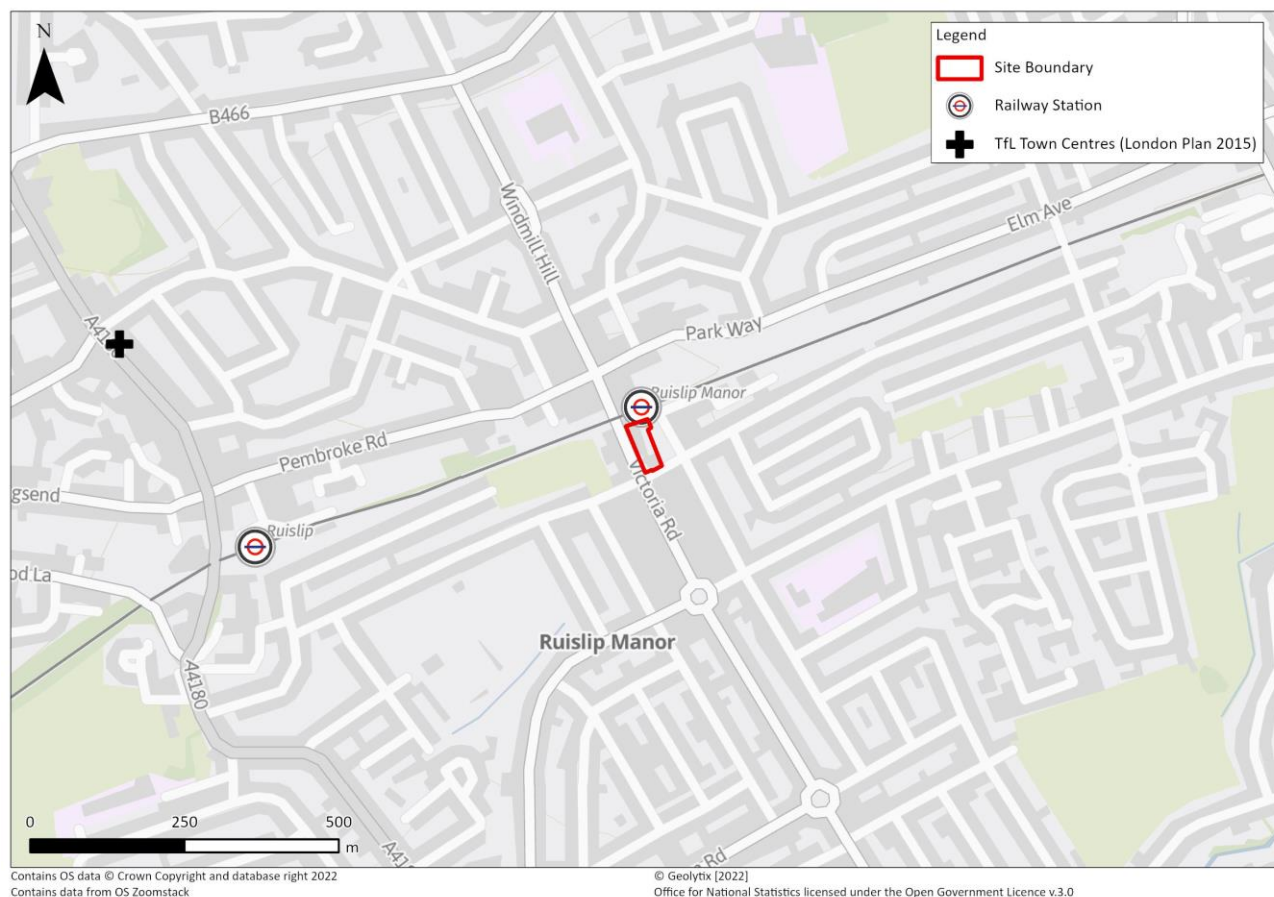 N
Legend
Site Boundary
Railway Station
TfL Town Centres (London Plan 2015)
B466
Windmill Hill
Elm Ave
Park Way
Ruislip Manor
Pembroke Rd
Victoria Rd
Ruislip
Ruislip Manor
A4180
0 250 500
m
Contains OS data © Crown Copyright and database right 2022
Contains data from OS Zoomstack
© Geolytix [2022]
Office for National Statistics licensed under the Open Government Licence v.3.0